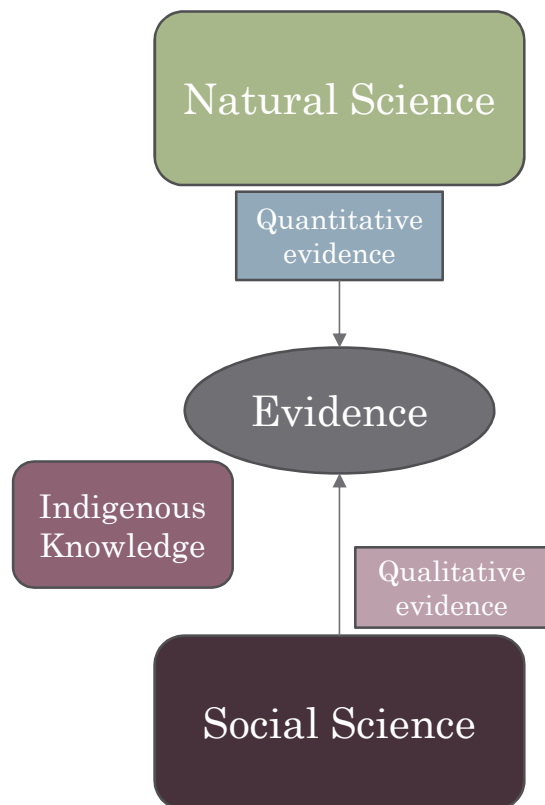 Natural Science
Quantitative
evidence
Evidence
Indigenous
Knowledge
Qualitative
evidence
Social Science